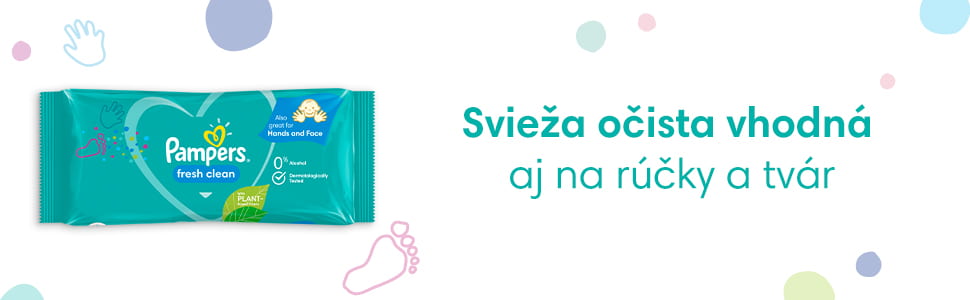 Also
great for
Hands and Face
Pampers.
fresh clean
0% Alcohol
Dermatologically
Tested
with
PLANT-
Svieža očista vhodná
aj na rúčky a tvár